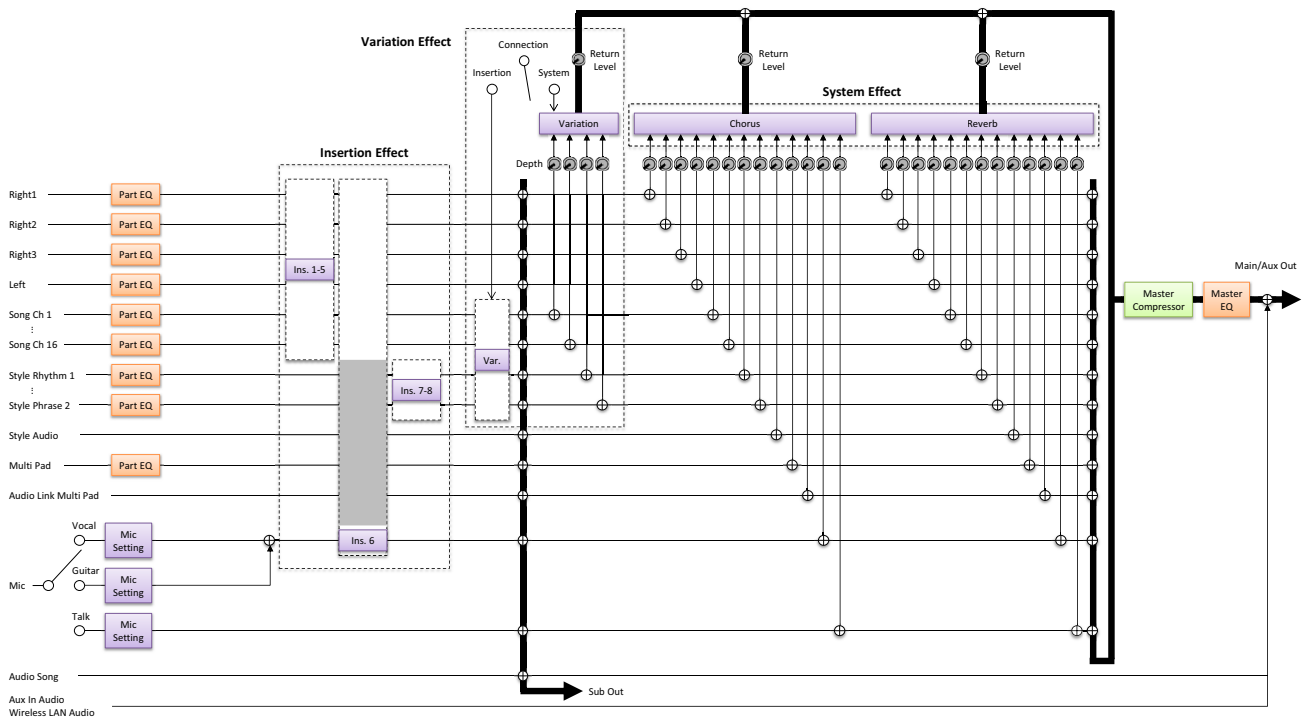 Variation Effect
Connection
Insertion
System
Return
Level
Return
Level
Return
Level
System Effect
Variation
Chorus
Reverb
Depth
Insertion Effect
Right1
Part EQ
Right2
Part EQ
Right3
Part EQ
Ins. 1-5
Left
Part EQ
Main/Aux Out
Master
Compressor
Master
EQ
Song Ch 1
Part EQ
Song Ch 16
Part EQ
Var.
Style Rhythm 1
Part EQ
Ins. 7-8
Style Phrase 2
Part EQ
Style Audio
Multi Pad
Part EQ
Audio Link Multi Pad
Vocal
Mic
Setting
Ins. 6
Mic
Guitar
Mic
Setting
Talk
Mic
Setting
Audio Song
Sub Out
Aux In Audio
Wireless LAN Audio